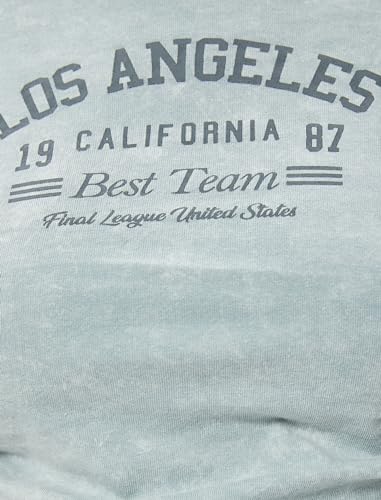 LOS ANGELES
19 CALIFORNIA 87
Best Team
Final League United States